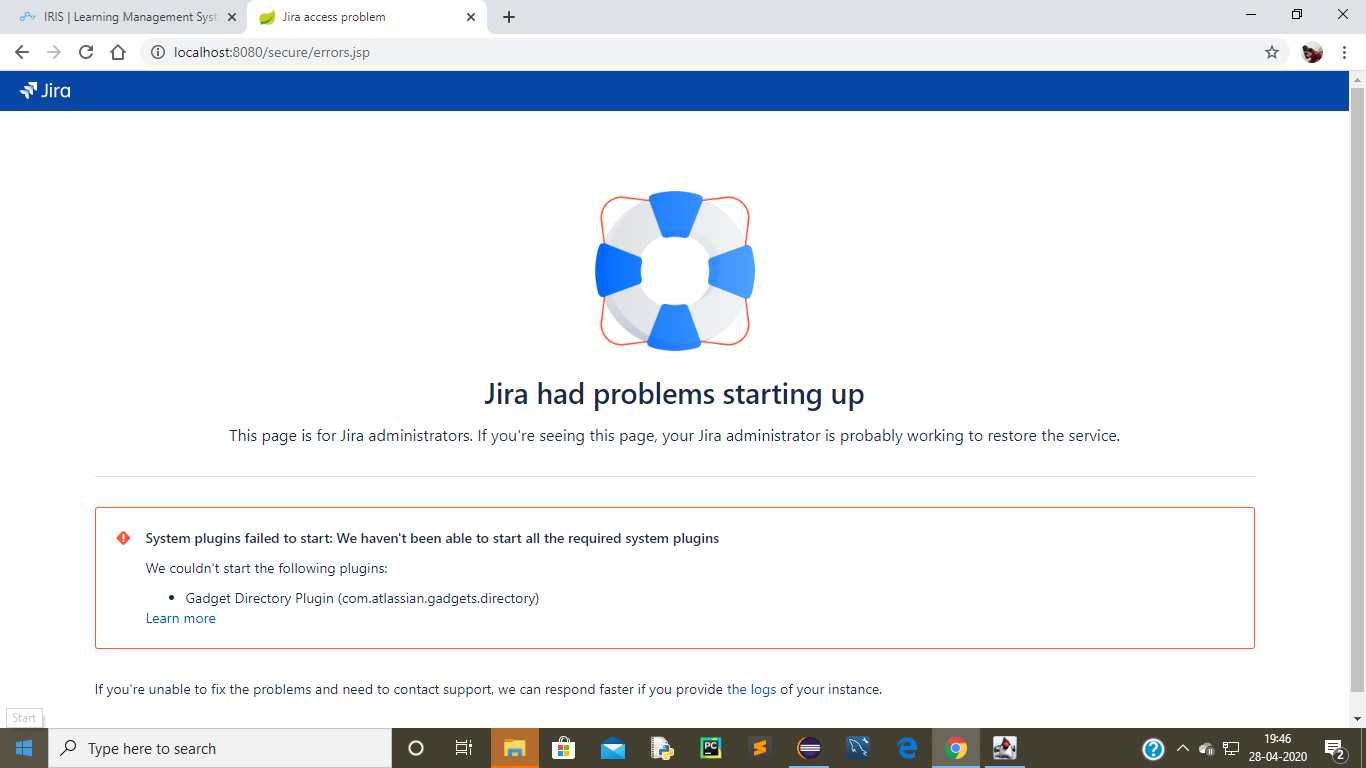 IRIS | Learning Management Syst
Jira access problem
localhost:8080/secure/errors.jsp
Jira
Jira had problems starting up
This page is for Jira administrators. If you're seeing this page, your Jira administrator is probably working to restore the service.
System plugins failed to start: We haven't been able to start all the required system plugins
We couldn't start the following plugins:
• Gadget Directory Plugin (com.atlassian.gadgets.directory)
Learn more
If you're unable to fix the problems and need to contact support, we can respond faster if you provide the logs of your instance.
Start
Type here to search
PC
19:46
28-04-2020
2